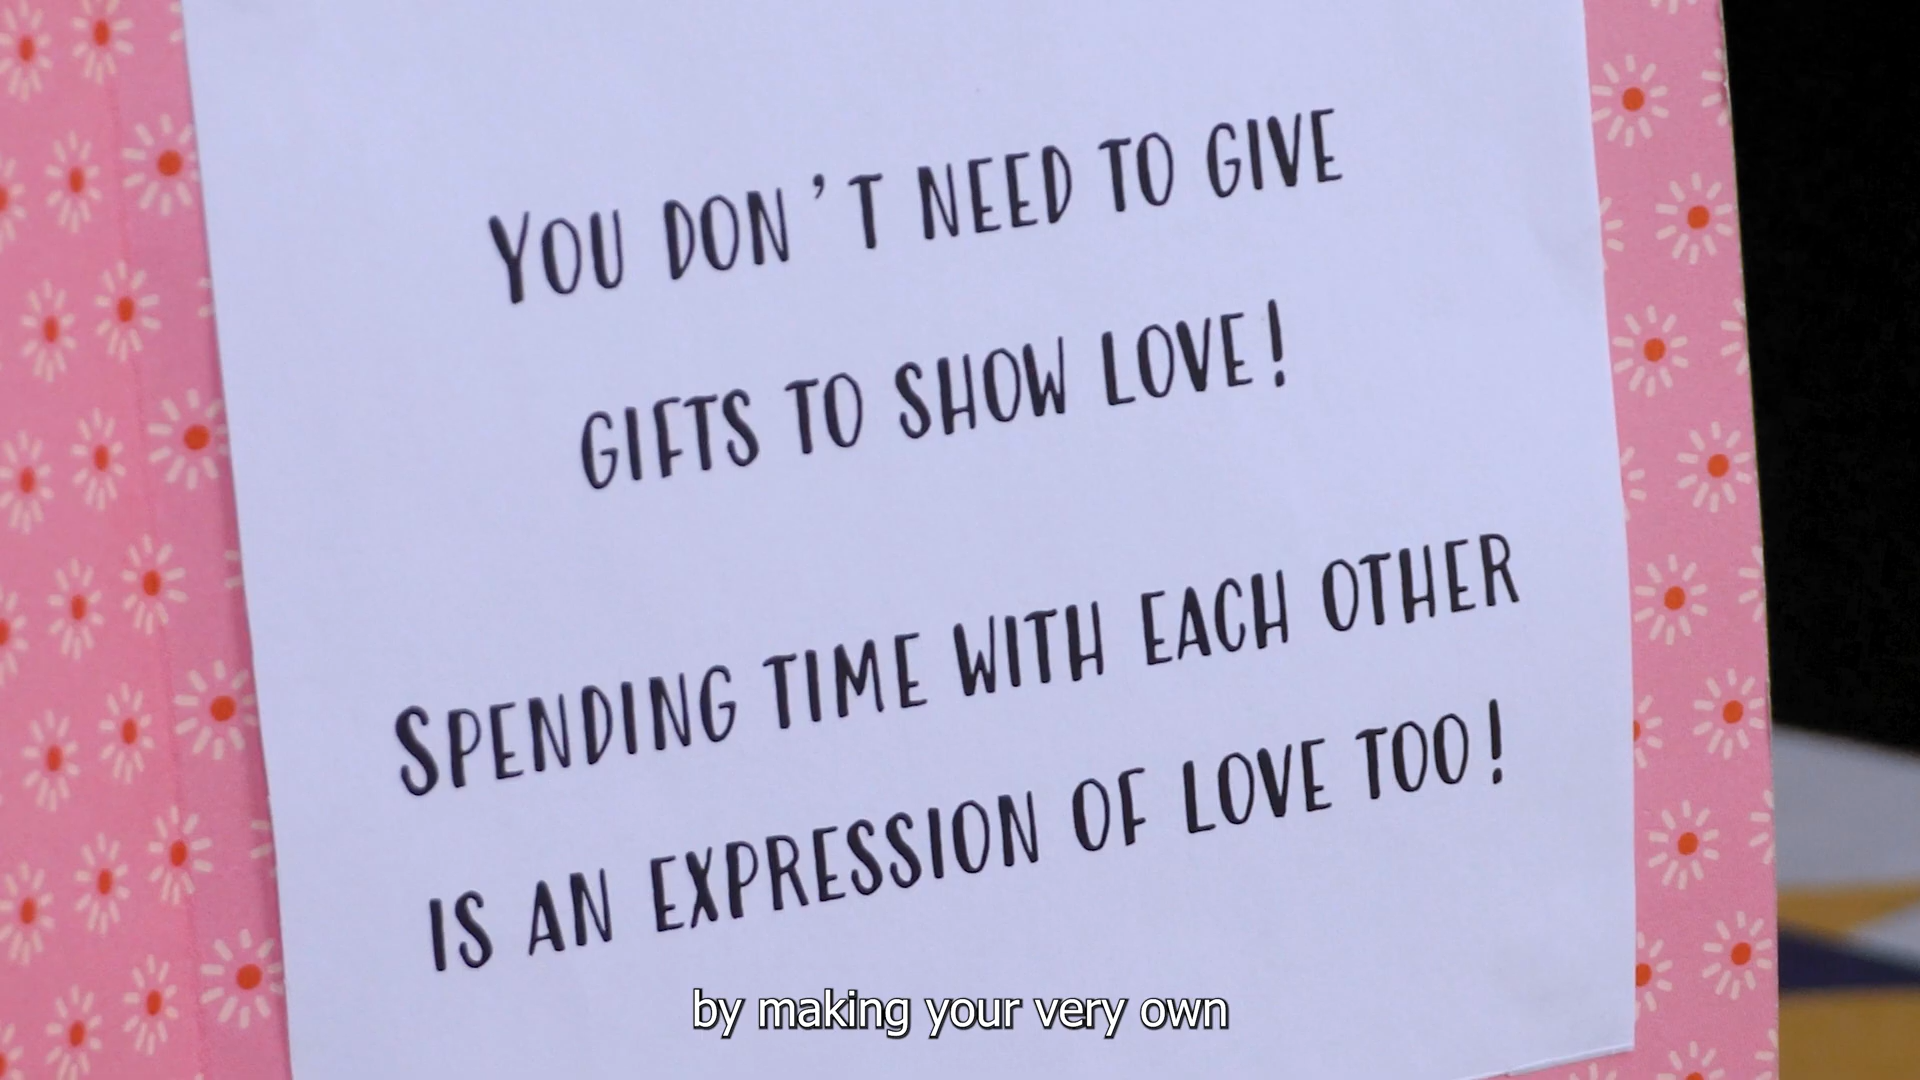 YOU DON'T NEED TO GIVE
GIFTS TO SHOW LOVE!
SPENDING TIME WITH EACH OTHER
IS AN EXPRESSION OF LOVE TOO!
by making your very own